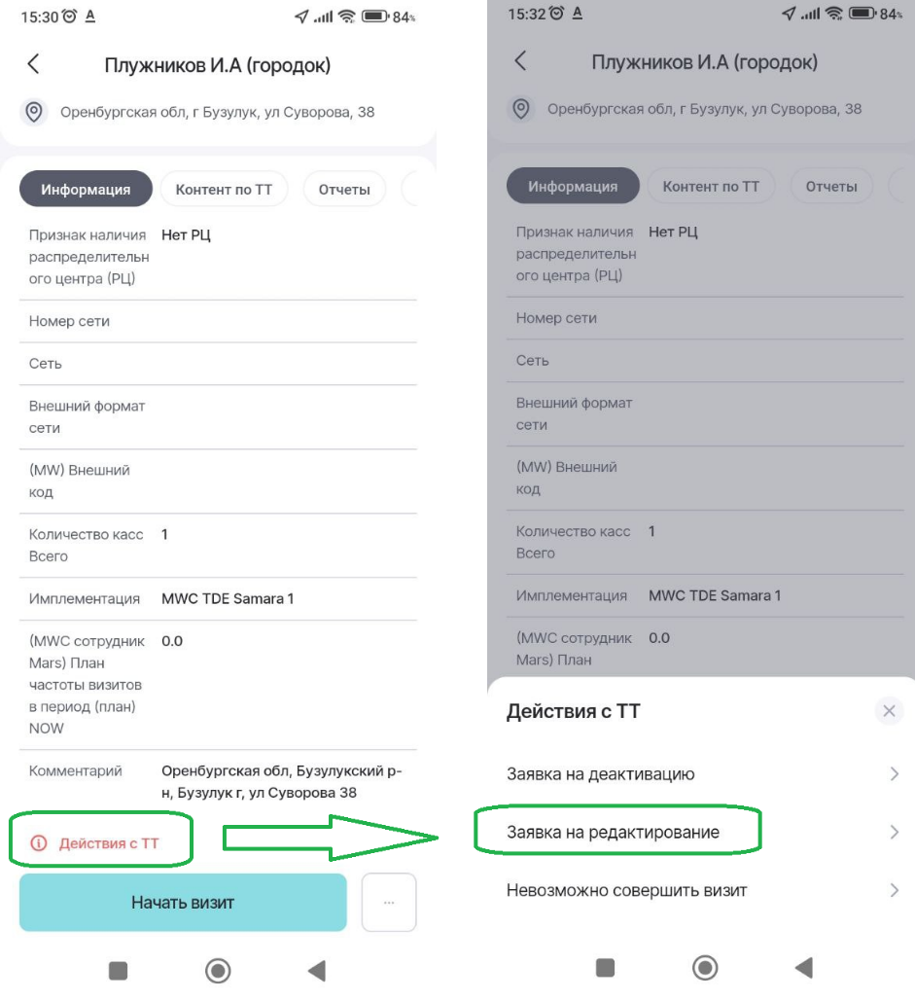 15:30 A 84%
Плужников И.А (городок)
Оренбургская обл, г Бузулук, ул Суворова, 38
Информация Контент по ТТ Отчеты
Признак наличия Нет РЦ
распределительн
ого центра (РЦ)
Номер сети
Сеть
Внешний формат
сети
(MW) Внешний
код
Количество касс 1
Всего
Имплементация MWC TDE Samara 1
(MWC сотрудник 0.0
Mars) План
частоты визитов
в период (план)
NOW
Комментарий Оренбургская обл, Бузулукский р-
н, Бузулук г, ул Суворова 38
Действия с ТТ
Начать визит
...
15:32 A 84%
Плужников И.А (городок)
Оренбургская обл, г Бузулук, ул Суворова, 38
Информация Контент по ТТ Отчеты
Признак наличия Нет РЦ
распределительн
ого центра (РЦ)
Номер сети
Сеть
Внешний формат
сети
(MW) Внешний
код
Количество касс 1
Всего
Имплементация MWC TDE Samara 1
(MWC сотрудник 0.0
Mars) План
Действия с ТТ
Заявка на деактивацию
Заявка на редактирование
Невозможно совершить визит